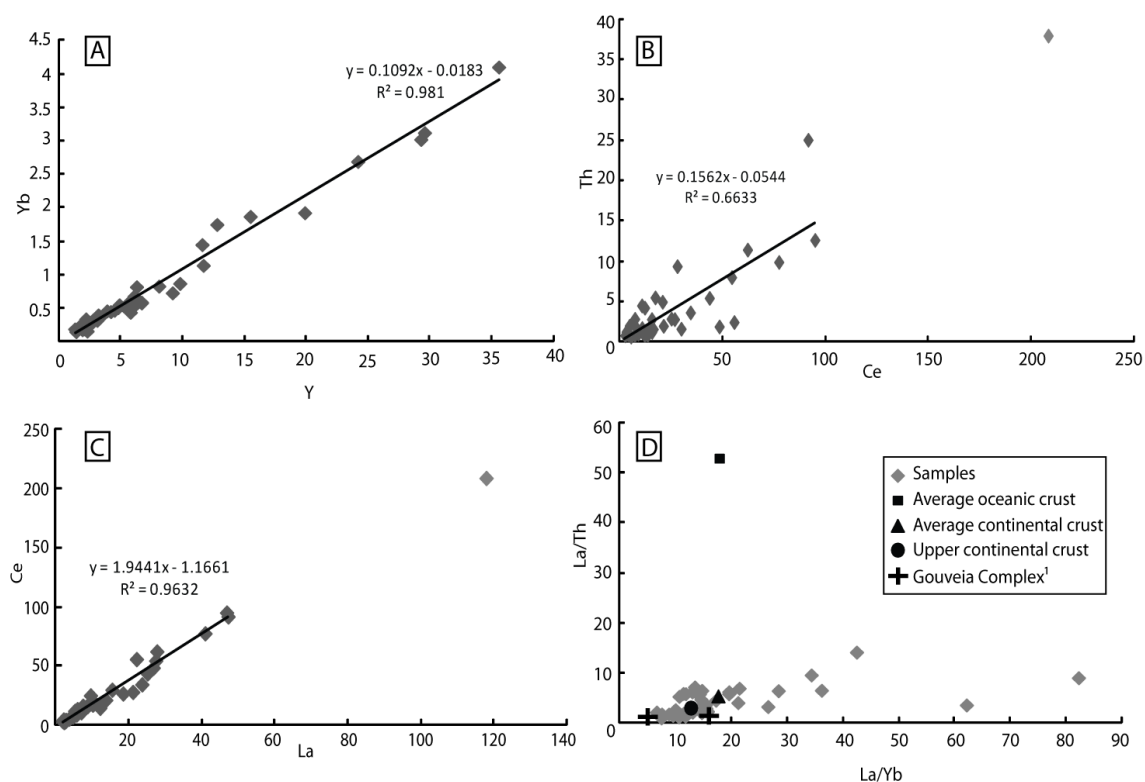 A
4.5
4
3.5
3
2.5
2
1.5
1
0.5
Yb
y = 0.1092x - 0.0183
R² = 0.981
0 5 10 15 20 25 30 35 40
Y
B
40
35
30
25
20
15
10
5
0
Th
y = 0.1562x - 0.0544
R² = 0.6633
50 100 150 200 250
Ce
C
250
200
150
100
50
0
Ce
y = 1.9441x - 1.1661
R² = 0.9632
20 40 60 80 100 120 140
La
D
60
50
40
30
20
10
0
La/Th
Samples
Average oceanic crust
Average continental crust
Upper continental crust
Gouveia Complex¹
10 20 30 40 50 60 70 80 90
La/Yb